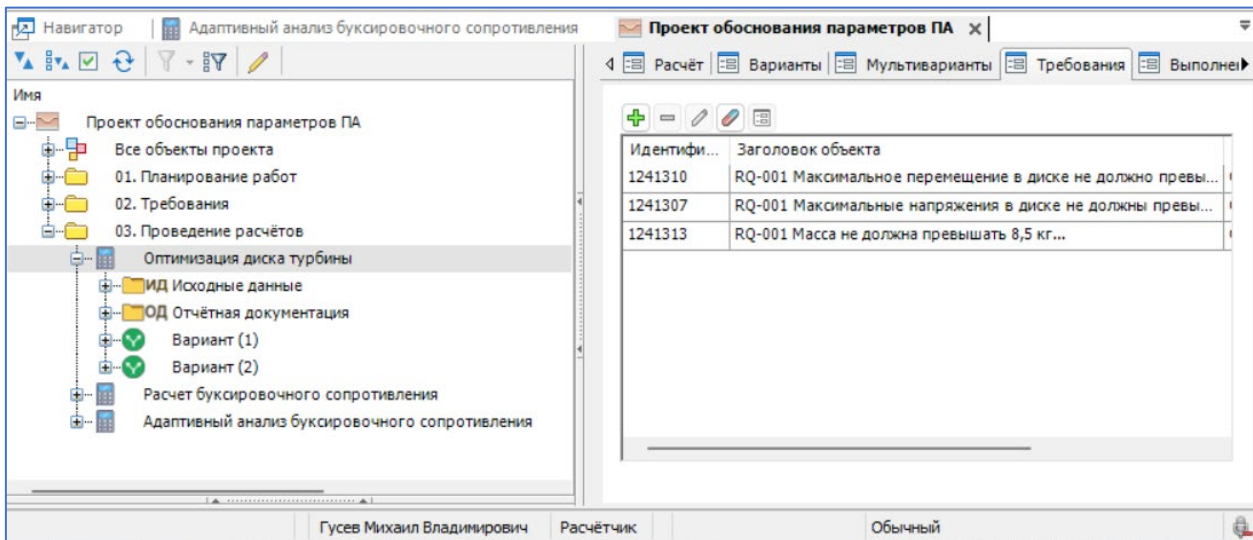 Навигатор
Адаптивный анализ буксировочного сопротивления
Проект обоснования параметров ПА
Расчёт
Варианты
Мультиварианты
Требования
Имя
Проект обоснования параметров ПА
Все объекты проекта
01. Планирование работ
02. Требования
03. Проведение расчётов
Оптимизация диска турбины
ИД Исходные данные
ОД Отчётная документация
Вариант (1)
Вариант (2)
Расчет буксировочного сопротивления
Адаптивный анализ буксировочного сопротивления
Идентифи... Заголовок объекта
1241310 RQ-001 Максимальное перемещение в диске не должно превы...
1241307 RQ-001 Максимальные напряжения в диске не должны превы...
1241313 RQ-001 Масса не должна превышать 8,5 кг...
Гусев Михаил Владимирович Расчётчик Обычный